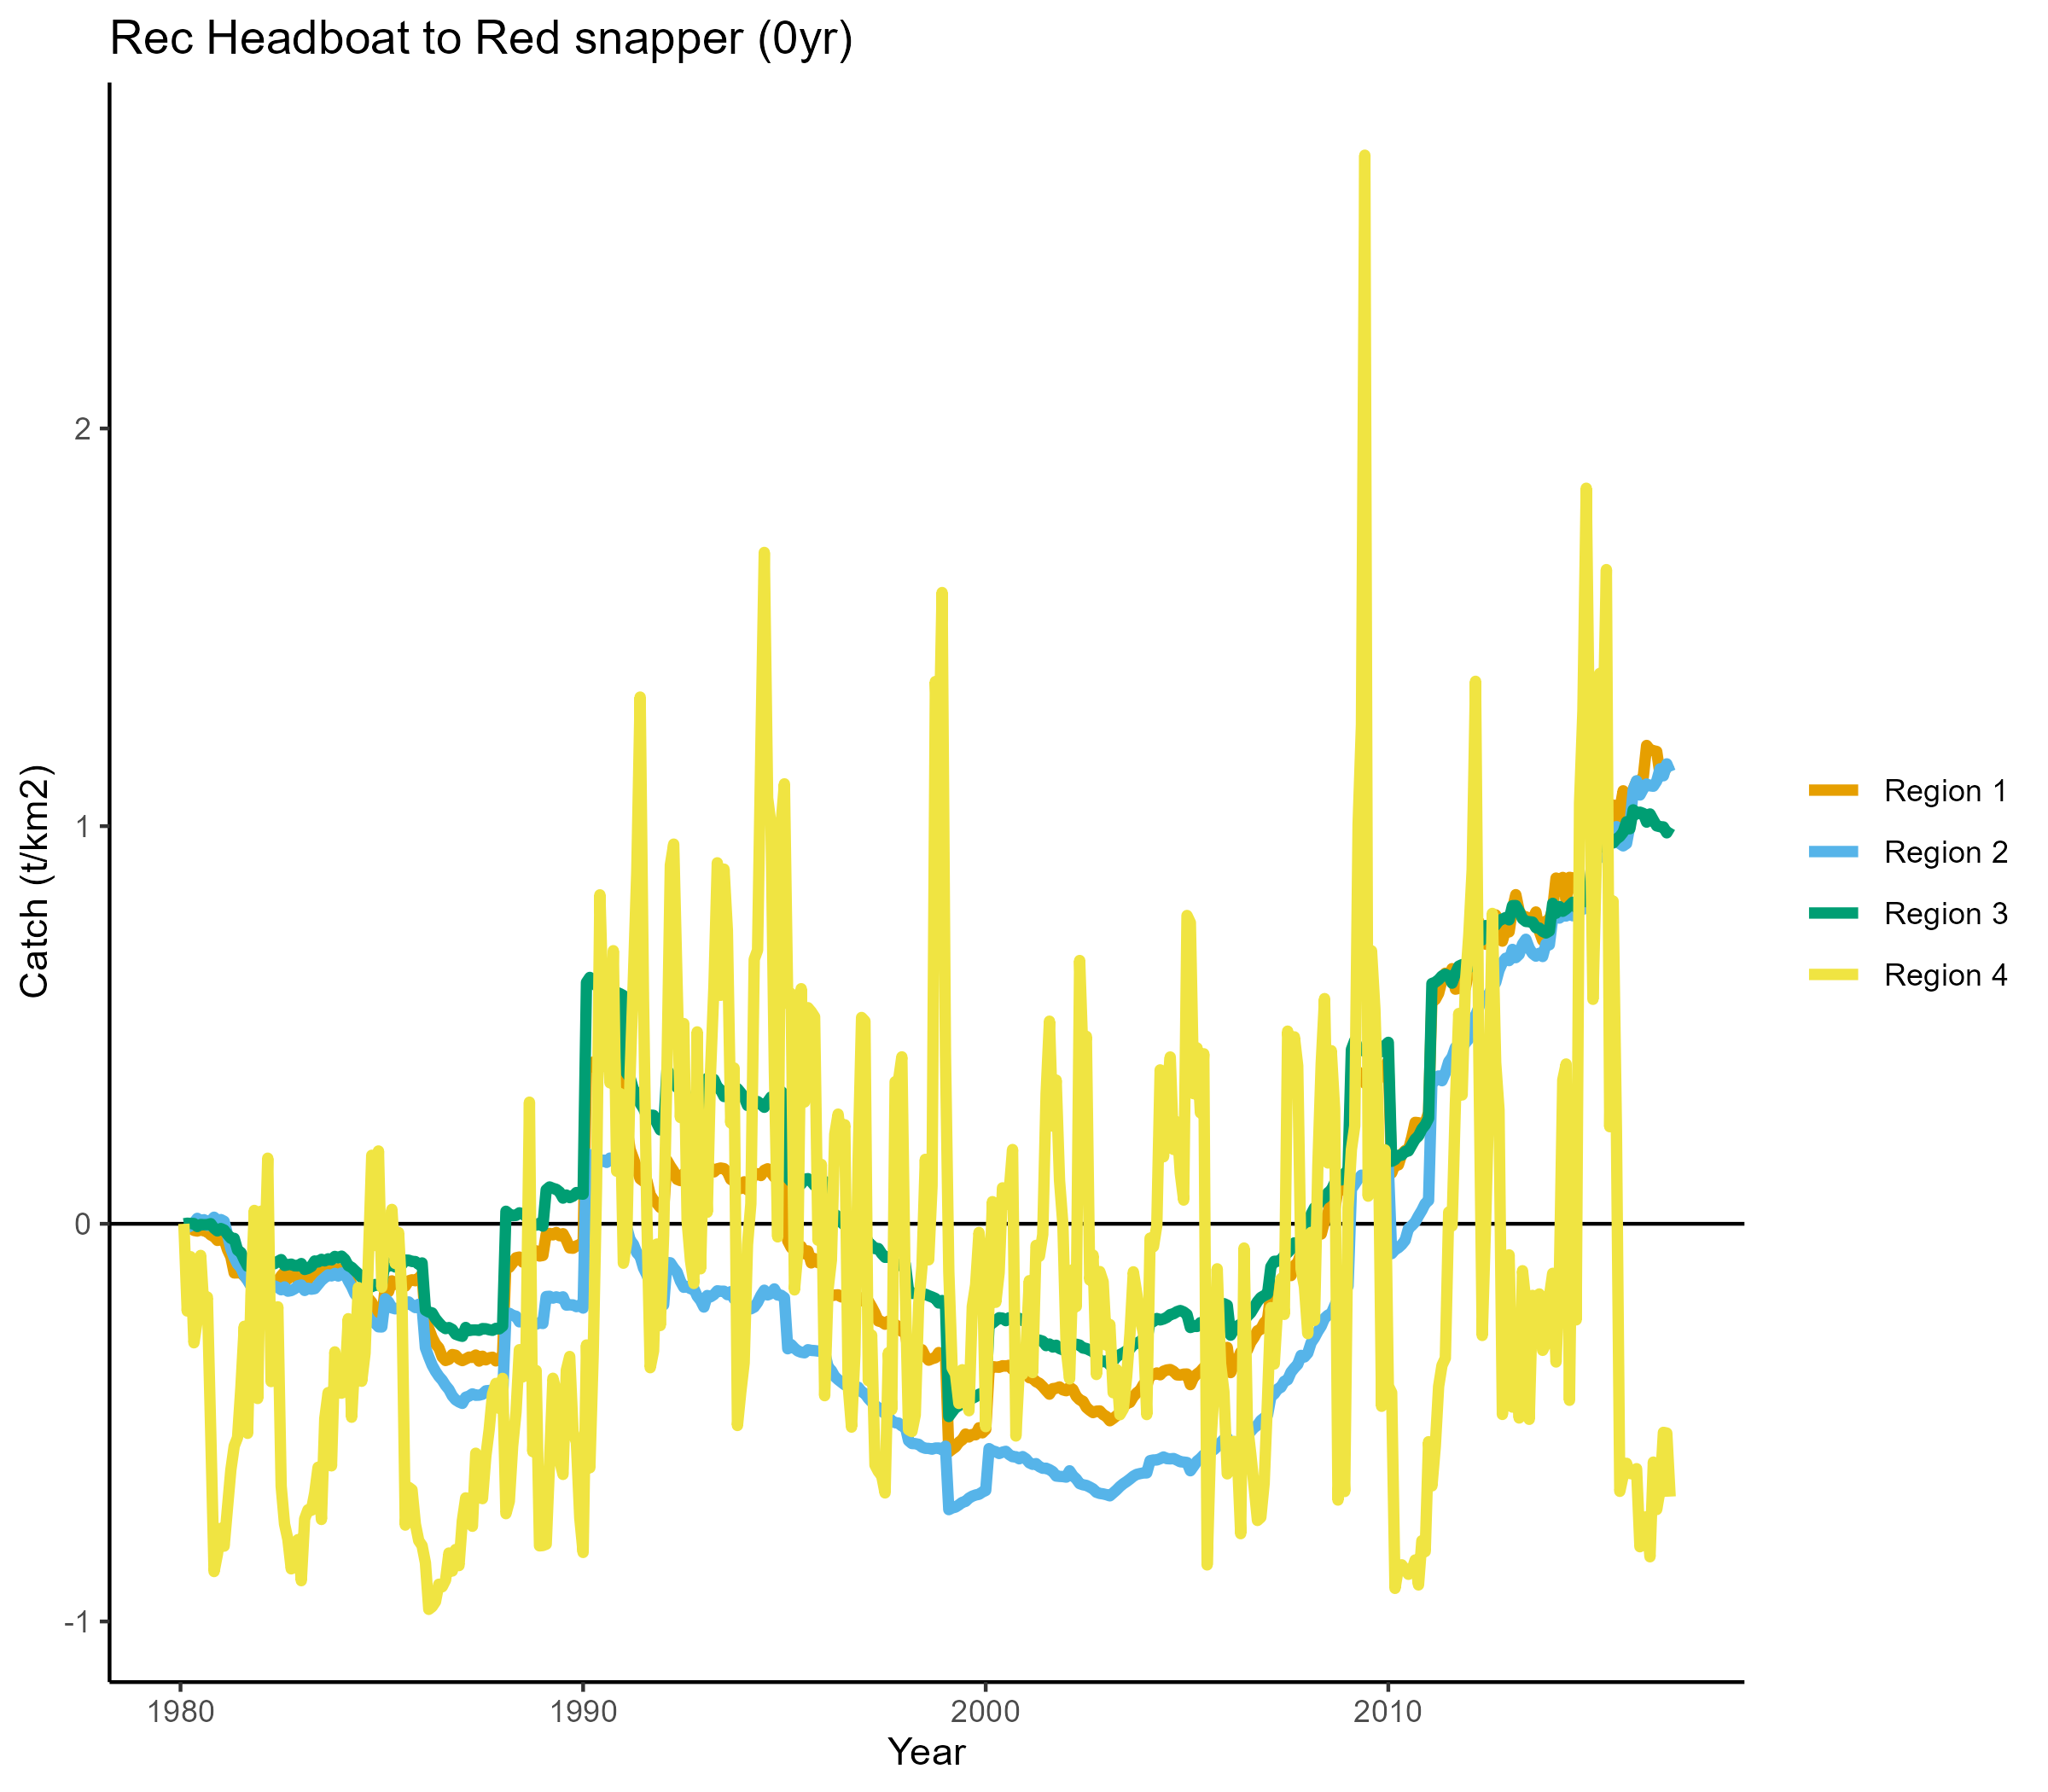 Rec Headboat to Red snapper (0yr)
Catch (t/km2)
2
1
0
-1
1980
1990
2000
2010
Year
Region 1
Region 2
Region 3
Region 4